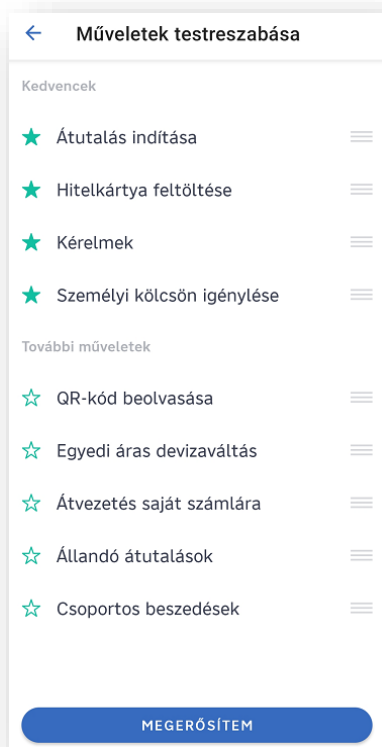 Műveletek testreszabása
Kedvencek
Átutalás indítása
Hitelkártya feltöltése
Kérelmek
Személyi kölcsön igénylése
További műveletek
QR-kód beolvasása
Egyedi áras devizaváltás
Átvezetés saját számlára
Állandó átutalások
Csoportos beszedések
MEGERŐSÍTEM